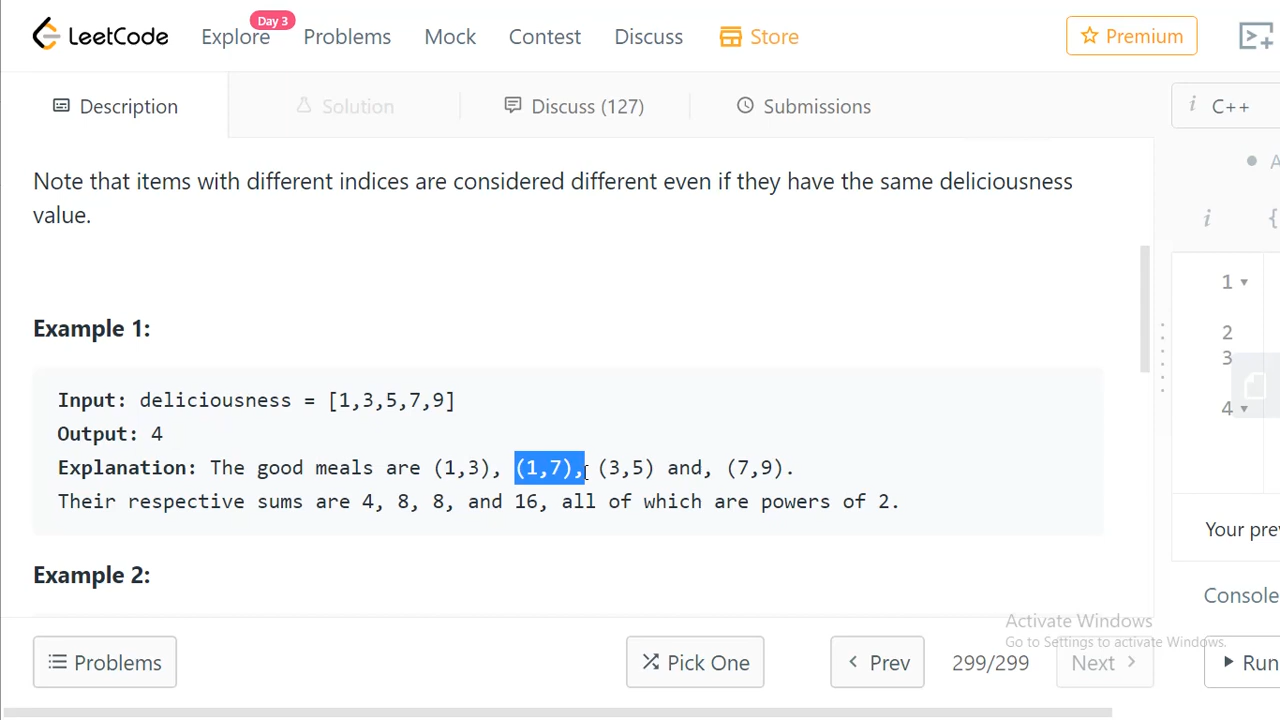 LeetCode
Explore
Day 3
Problems
Mock
Contest
Discuss
Store
Premium
Description
Solution
Discuss (127)
Submissions
i C++
Note that items with different indices are considered different even if they have the same deliciousness
value.
i {
1
2
3
4
Example 1:
Input: deliciousness = [1,3,5,7,9]
Output: 4
Explanation: The good meals are (1,3), (1,7), (3,5) and, (7,9).
Their respective sums are 4, 8, 8, and 16, all of which are powers of 2.
Example 2:
Your pre
Console
Activate Windows
Go to Settings to activate Windows.
Problems
Pick One
Prev
299/299
Next
Run